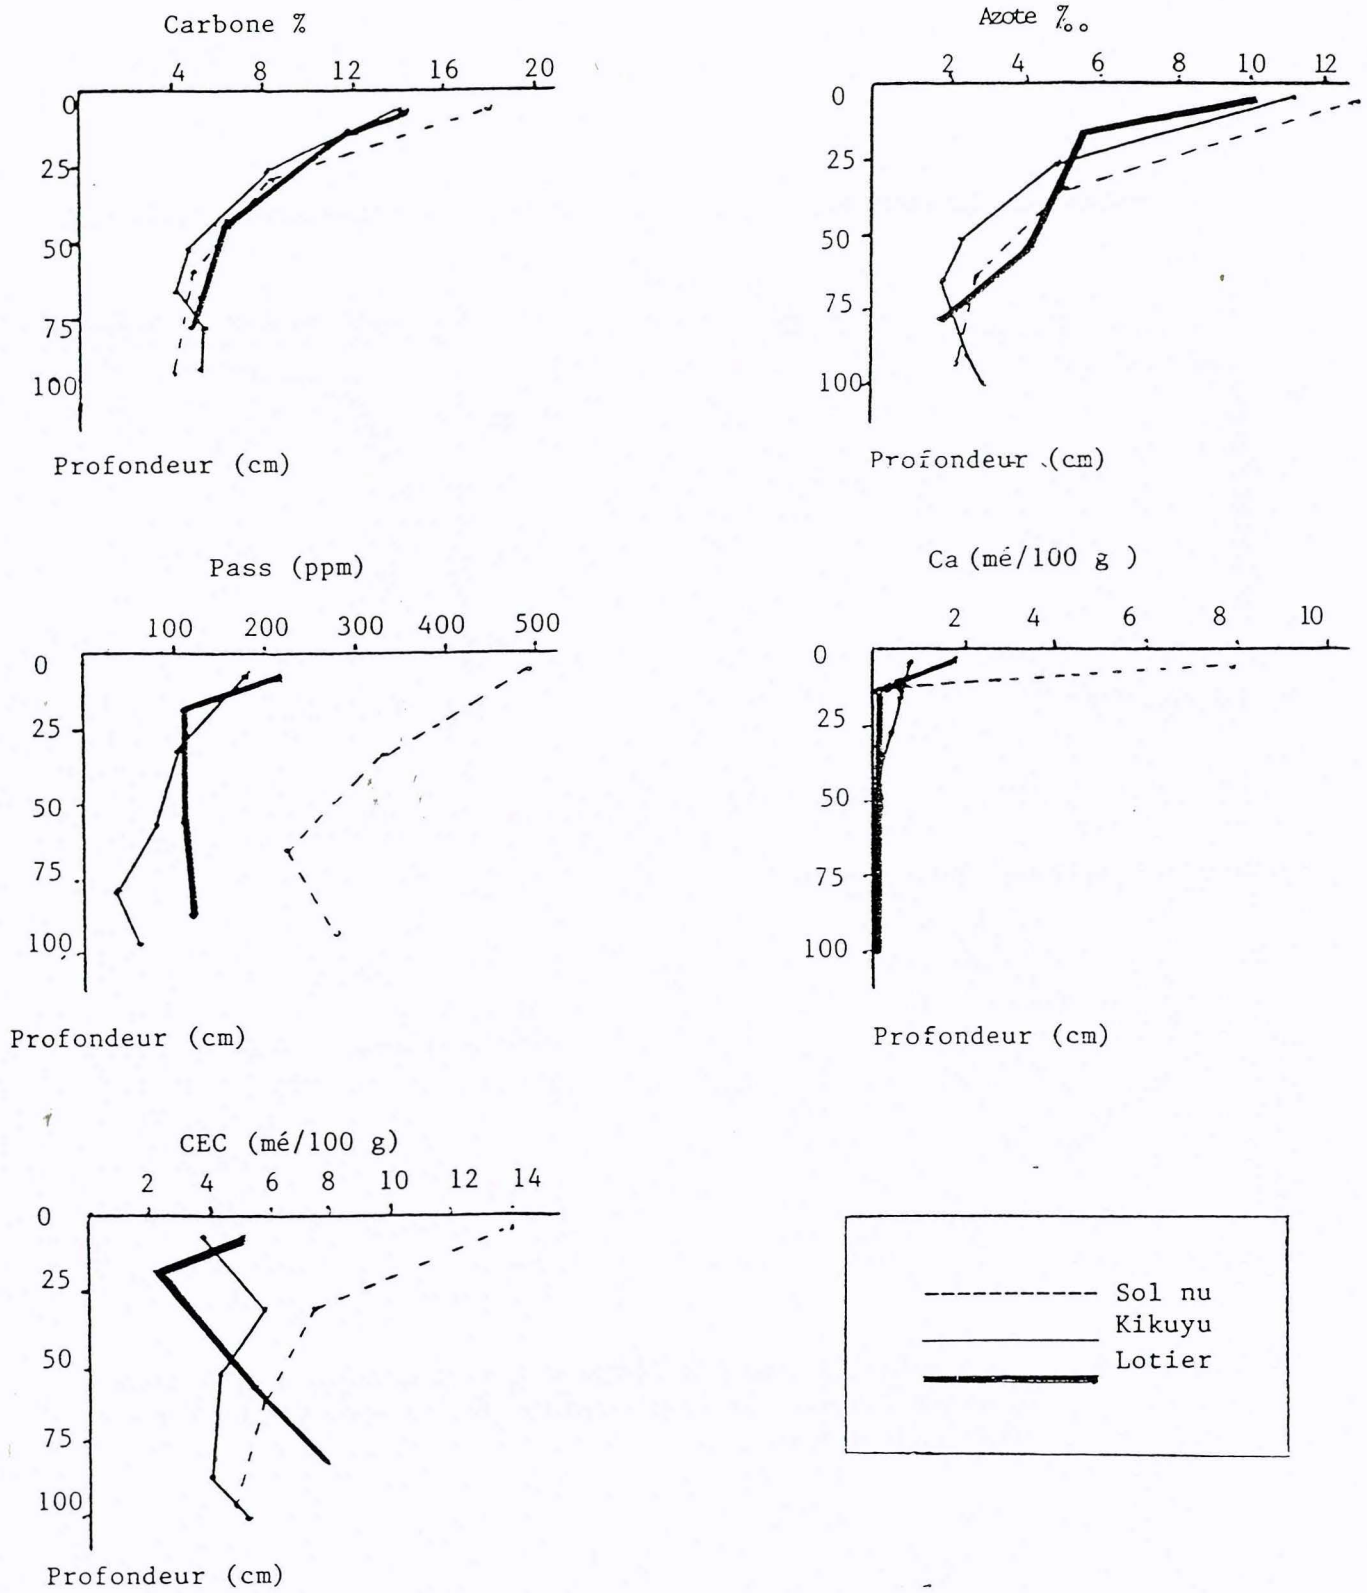 Carbone %
4 8 12 16 20
0
25
50
75
100
Profondeur (cm)
Azote ‰
2 4 6 8 10 12
0
25
50
75
100
Profondeur (cm)
Pass (ppm)
100 200 300 400 500
0
25
50
75
100
Profondeur (cm)
Ca (mé/100 g )
2 4 6 8 10
0
25
50
75
100
Profondeur (cm)
CEC (mé/100 g)
2 4 6 8 10 12 14
0
25
50
75
100
Profondeur (cm)
Sol nu
Kikuyu
Lotier